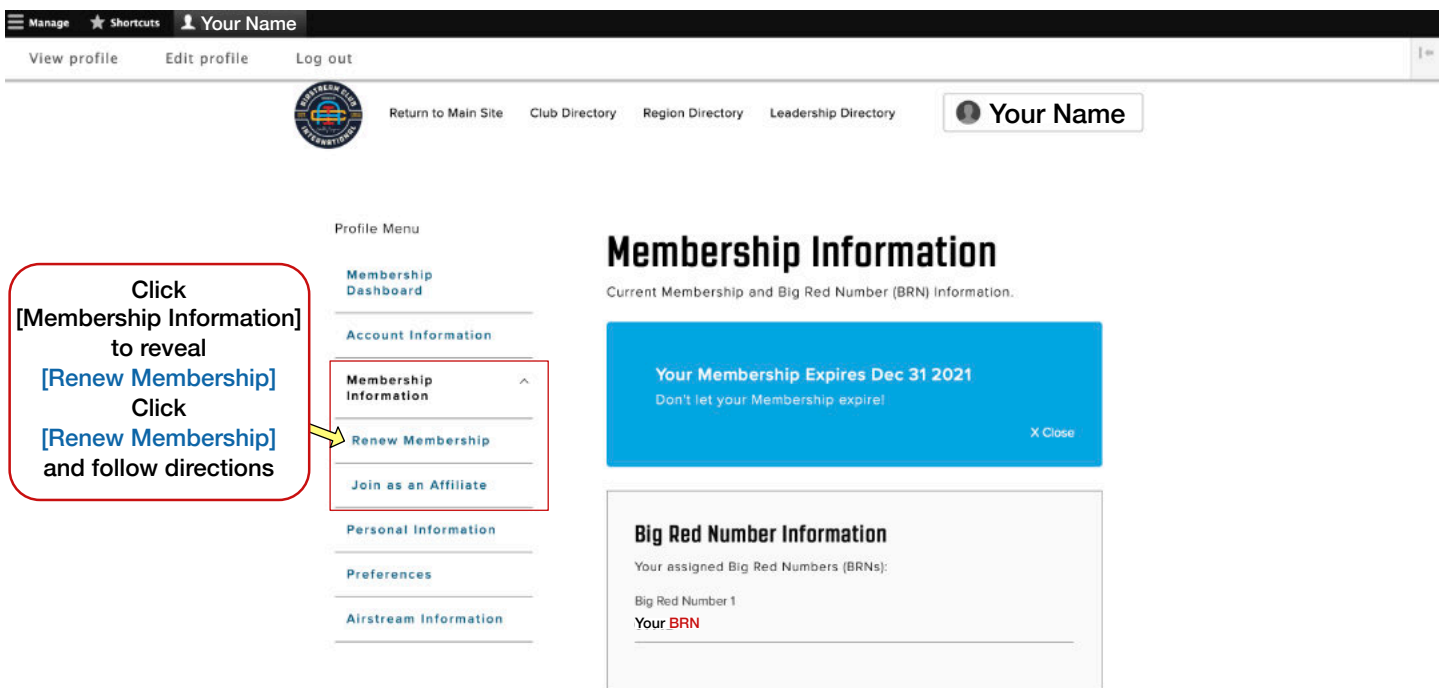 Manage Shortcuts Your Name
View profile Edit profile Log out
AIRSTREAM CLUB
INTERNATIONAL
Return to Main Site Club Directory Region Directory Leadership Directory Your Name
Profile Menu
Membership
Dashboard
Account Information
Membership
Information
Renew Membership
Join as an Affiliate
Personal Information
Preferences
Airstream Information
Click
[Membership Information]
to reveal
[Renew Membership]
Click
[Renew Membership]
and follow directions
Membership Information
Current Membership and Big Red Number (BRN) Information.
Your Membership Expires Dec 31 2021
Don't let your Membership expire!
X Close
Big Red Number Information
Your assigned Big Red Numbers (BRNs):
Big Red Number 1
Your BRN